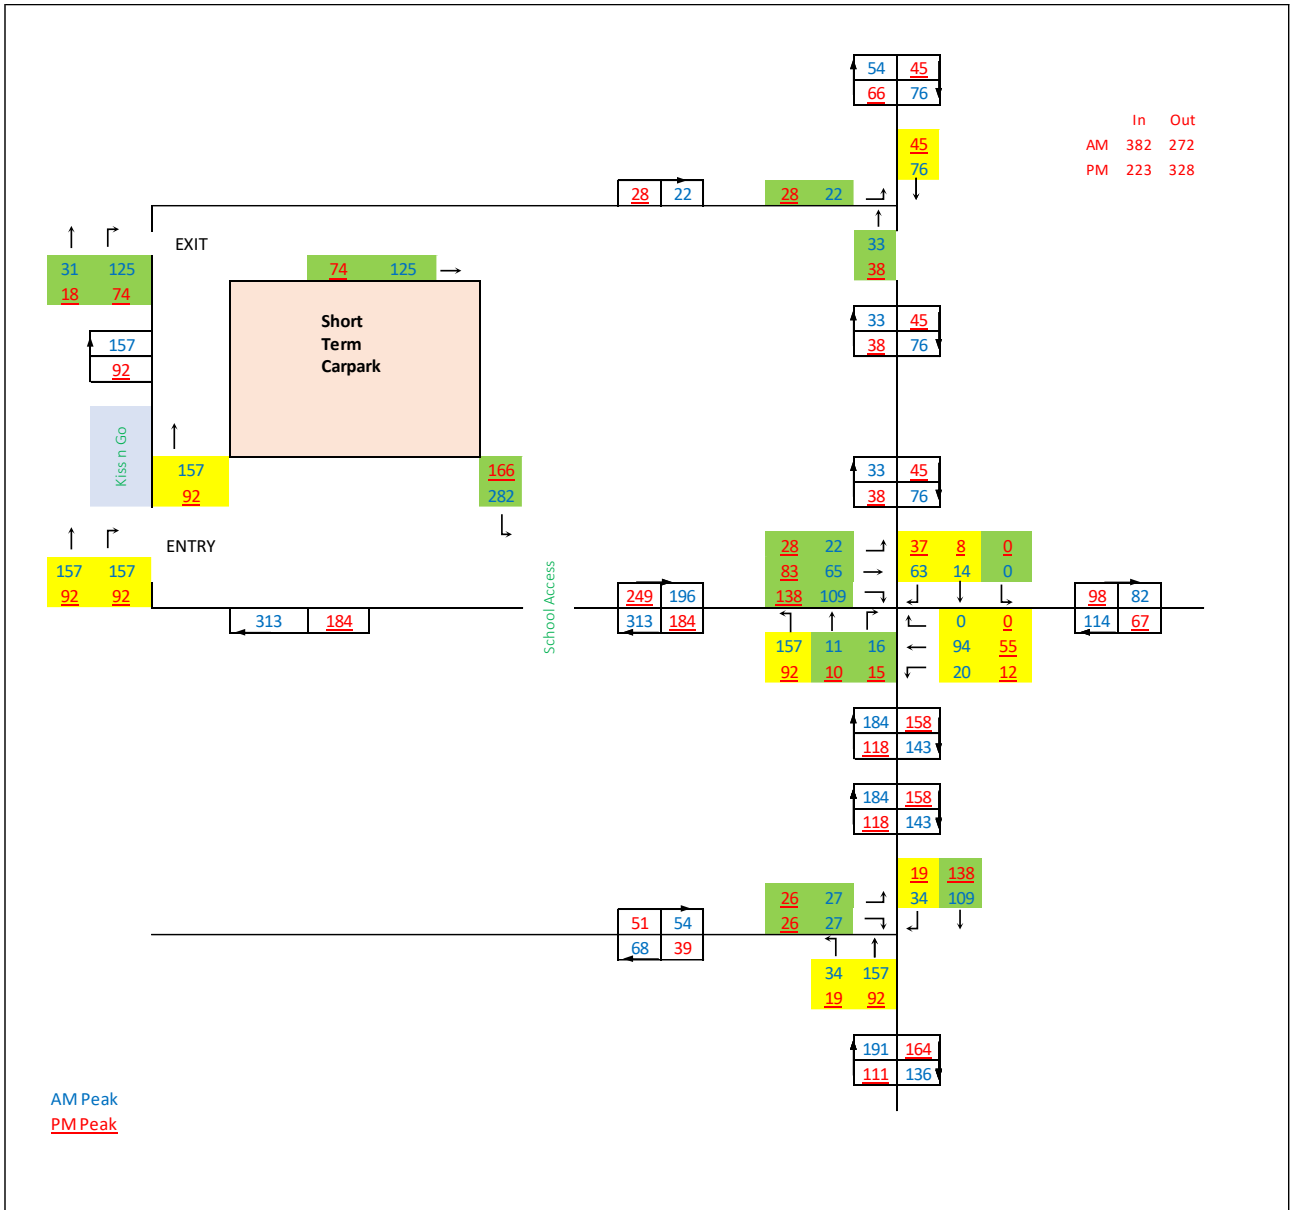 54 45
66 76
In Out
AM 382 272
PM 223 328
45
76
28 22 28 22
EXIT
33
38
31 125
18 74
74 125
Short
Term
Carpark
33 45
38 76
157
92
Kiss n Go
157
92
166
282
33 45
38 76
ENTRY
157 157
92 92
28 22
83 65
138 109
37 8 0
63 14 0
School Access
313 184
249 196
313 184
98 82
114 67
157 11 16
92 10 15
0 0
94 55
20 12
184 158
118 143
184 158
118 143
19 138
34 109
26 27
26 27
51 54
68 39
34 157
19 92
191 164
111 136
AM Peak
PM Peak